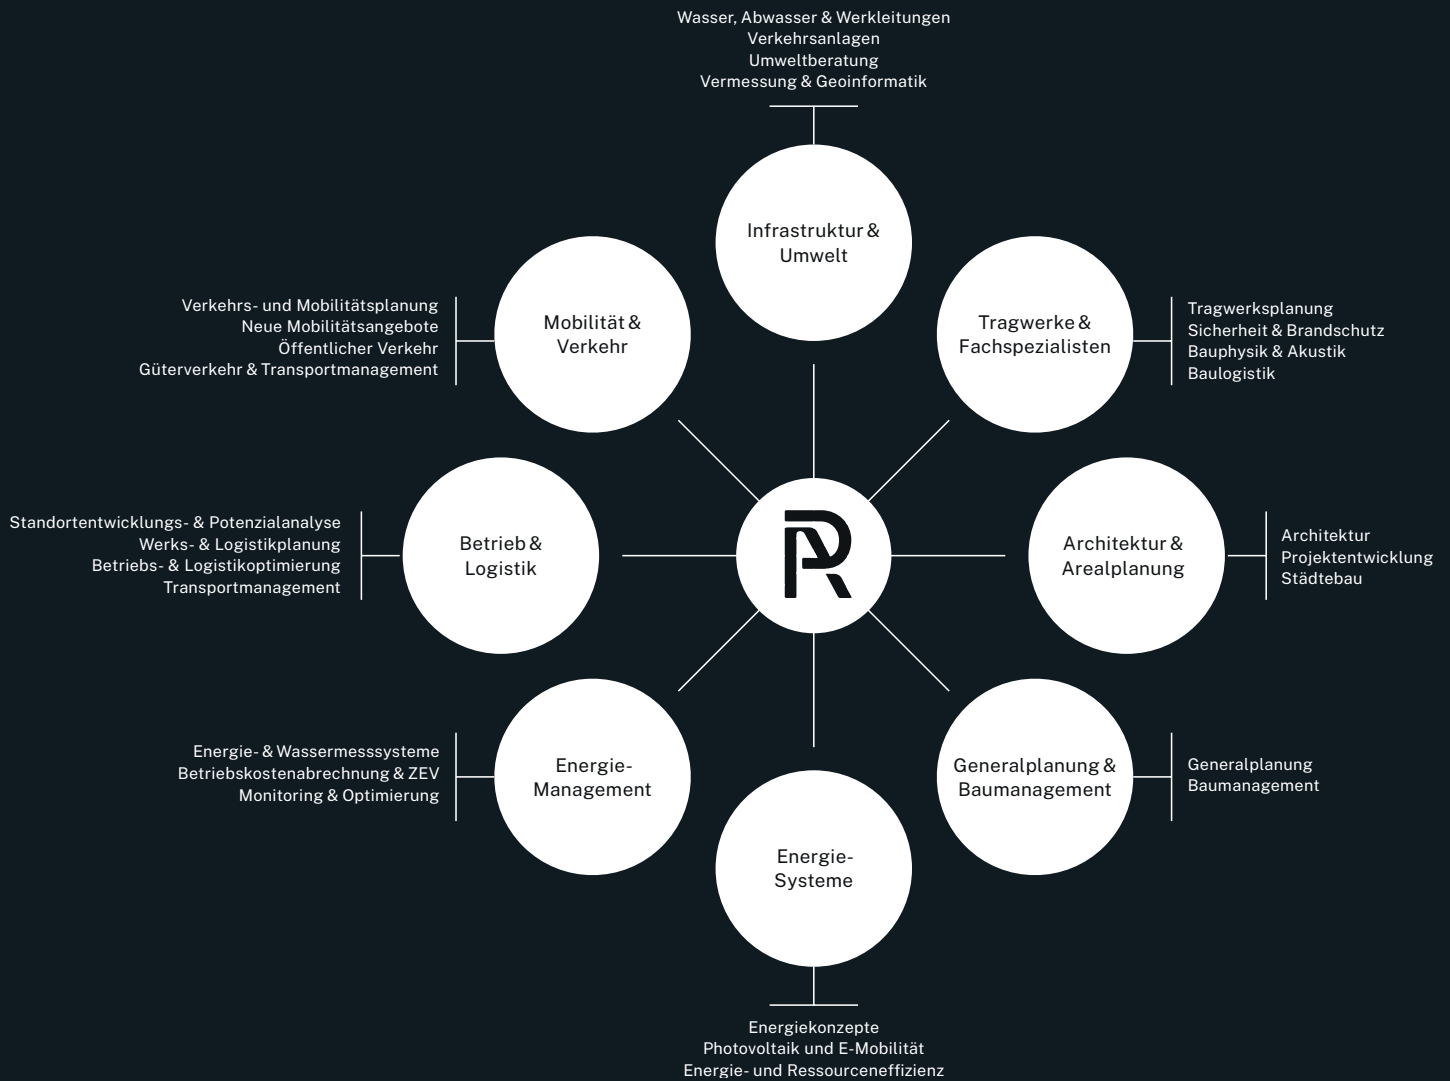 Wasser, Abwasser & Werkleitungen
Verkehrsanlagen
Umweltberatung
Vermessung & Geoinformatik
Infrastruktur &
Umwelt
Tragwerke &
Fachspezialisten
Tragwerksplanung
Sicherheit & Brandschutz
Bauphysik & Akustik
Baulogistik
Architektur &
Arealplanung
Architektur
Projektentwicklung
Städtebau
Generalplanung &
Baumanagement
Generalplanung
Baumanagement
Energie-
Systeme
Energiekonzepte
Photovoltaik und E-Mobilität
Energie- und Ressourceneffizienz
Energie-
Management
Energie- & Wassermesssysteme
Betriebskostenabrechnung & ZEV
Monitoring & Optimierung
Betrieb &
Logistik
Standortentwicklungs- & Potenzialanalyse
Werks- & Logistikplanung
Betriebs- & Logistikoptimierung
Transportmanagement
Mobilität &
Verkehr
Verkehrs- und Mobilitätsplanung
Neue Mobilitätsangebote
Öffentlicher Verkehr
Güterverkehr & Transportmanagement